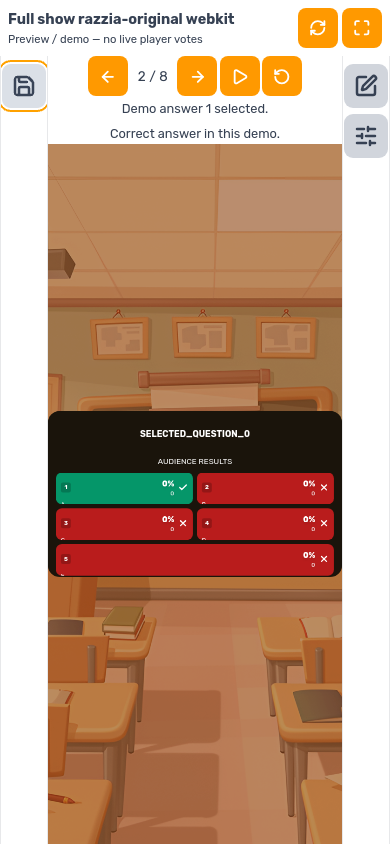 Full show razzia-original webkit
Preview / demo — no live player votes
2 / 8
Demo answer 1 selected.
Correct answer in this demo.
SELECTED_QUESTION_0
AUDIENCE RESULTS
1 0% 0
2 0% 0
3 0% 0
4 0% 0
5 0% 0